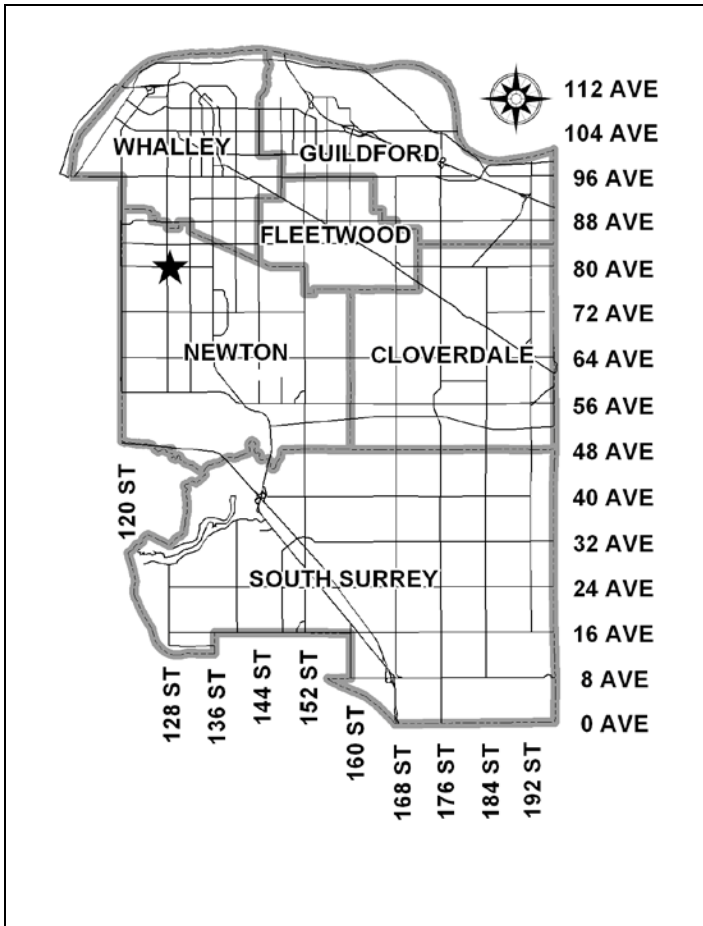 112 AVE
104 AVE
WHALLEY
GUILDFORD
96 AVE
88 AVE
FLEETWOOD
80 AVE
72 AVE
NEWTON
CLOVERDALE
64 AVE
56 AVE
48 AVE
120 ST
40 AVE
32 AVE
SOUTH SURREY
24 AVE
16 AVE
8 AVE
0 AVE
128 ST
136 ST
144 ST
152 ST
160 ST
168 ST
176 ST
184 ST
192 ST